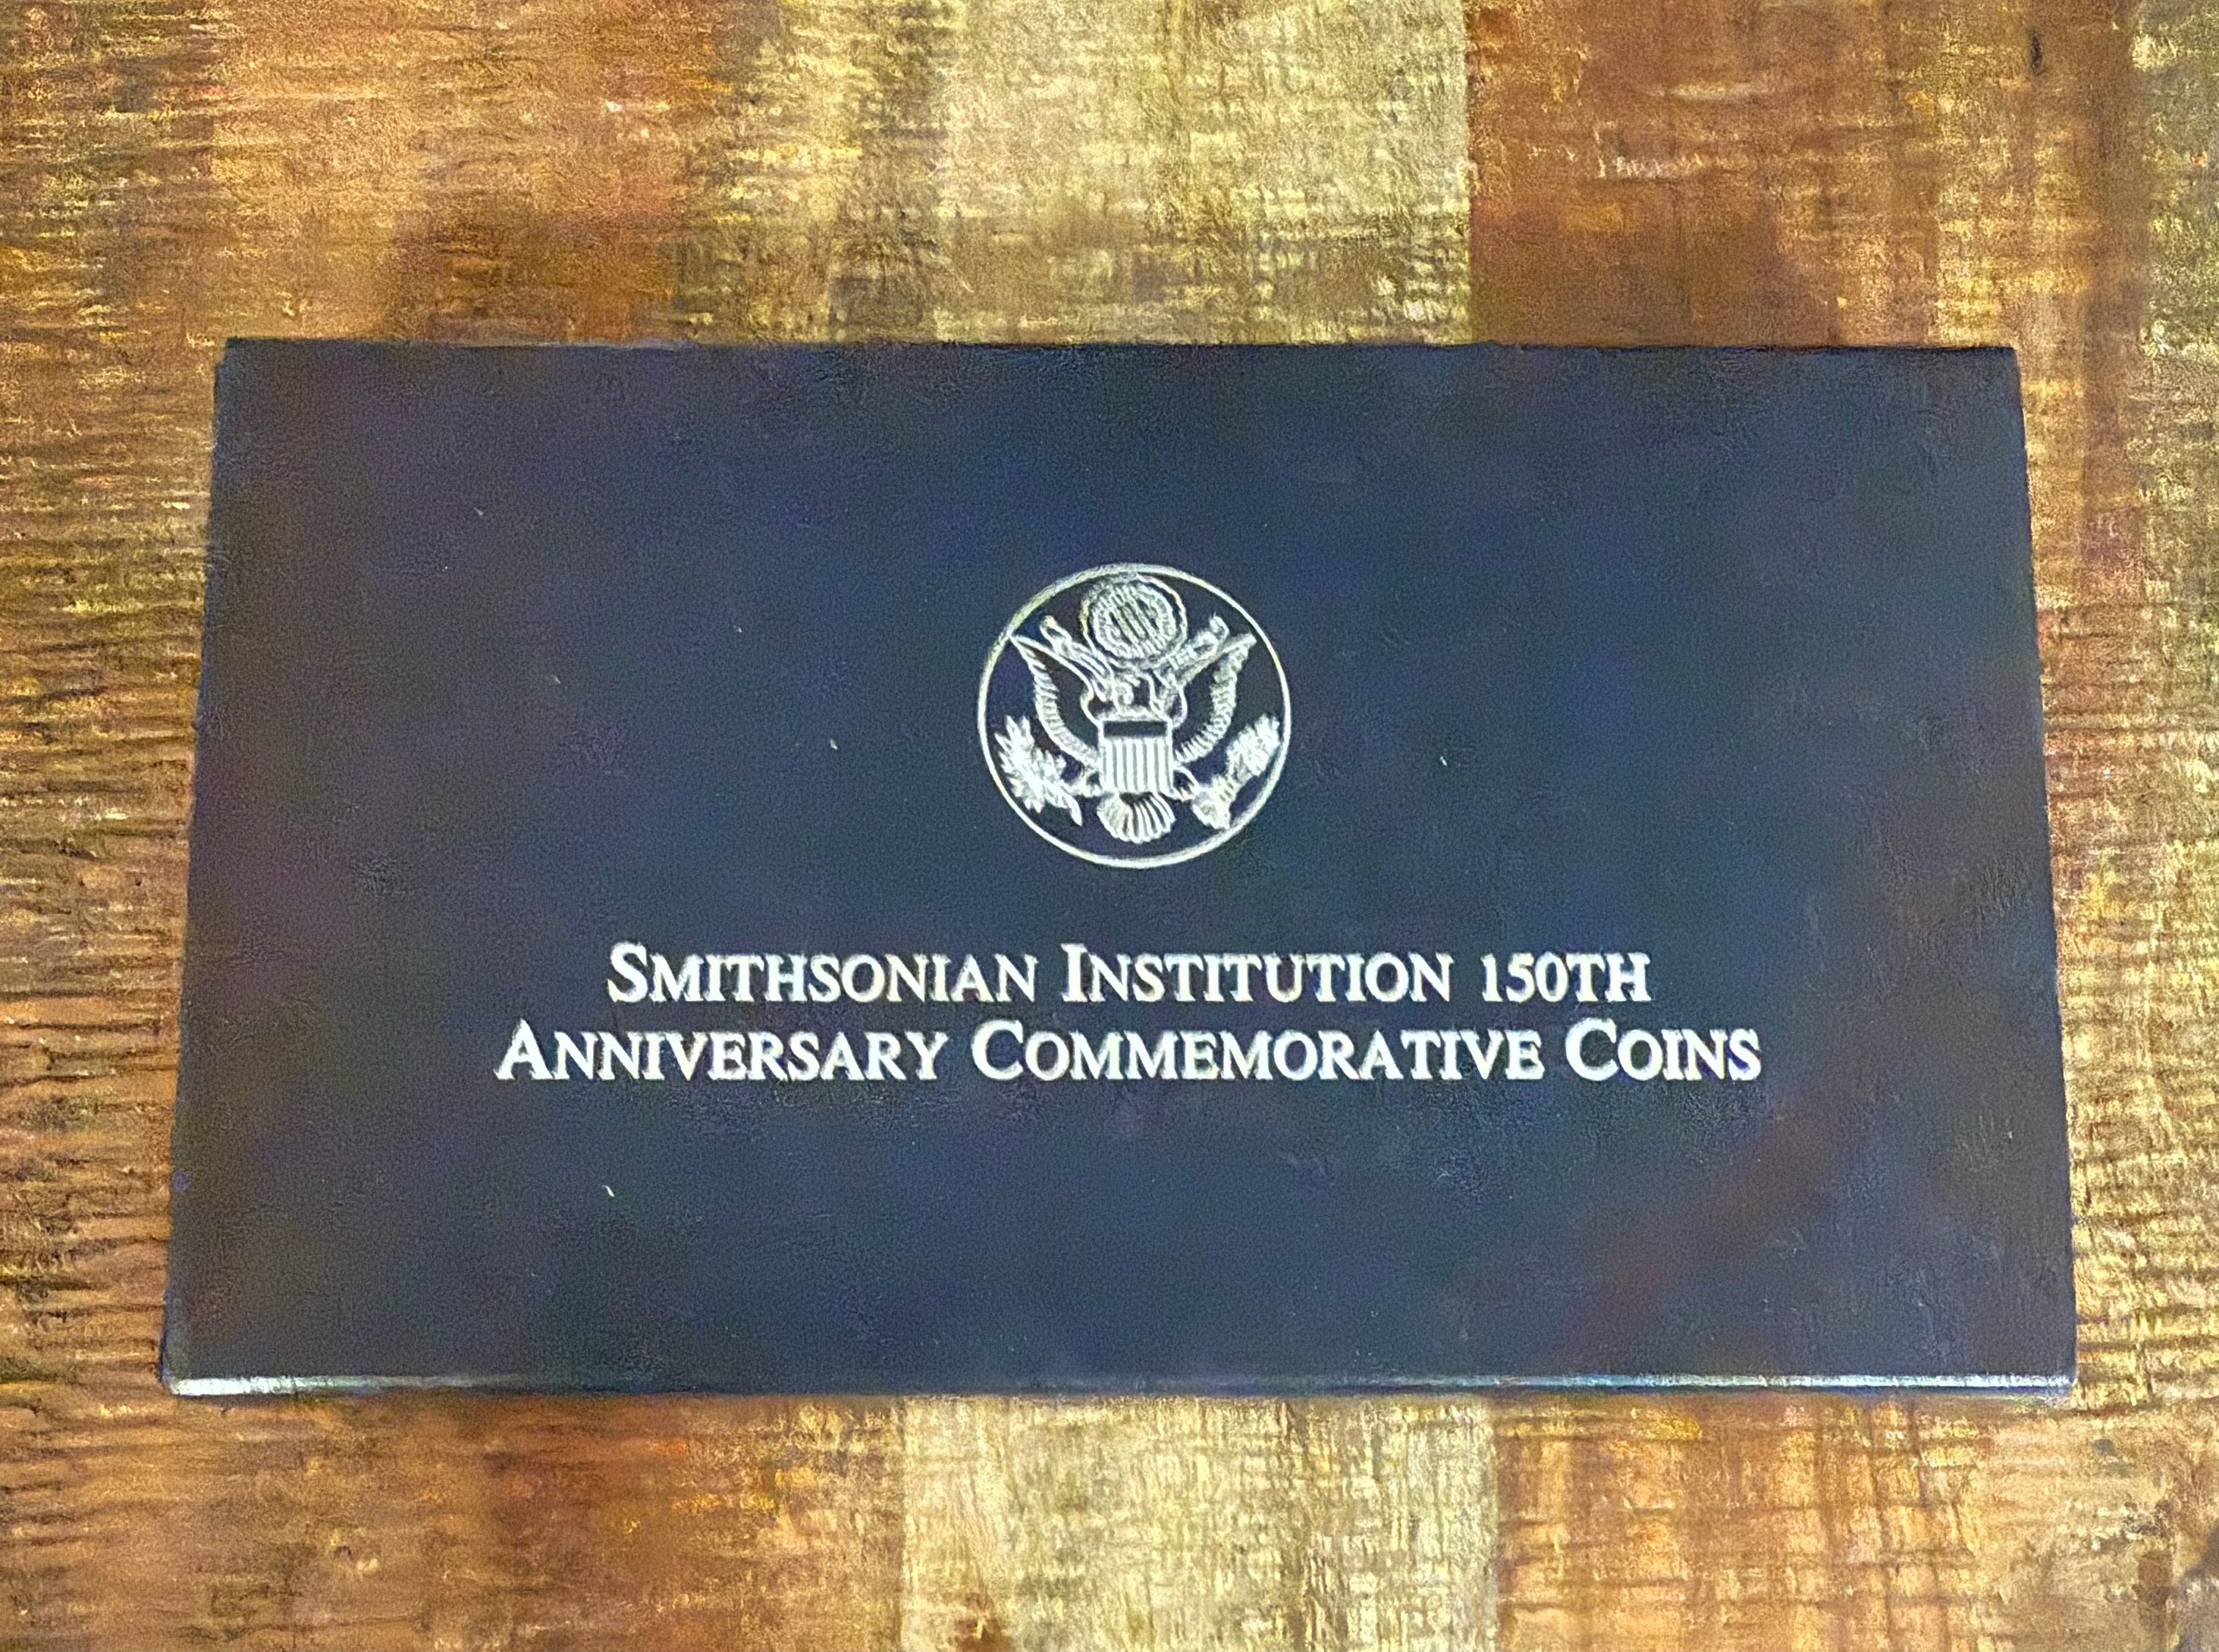 SMITHSONIAN INSTITUTION 150TH
ANNIVERSARY COMMEMORATIVE COINS